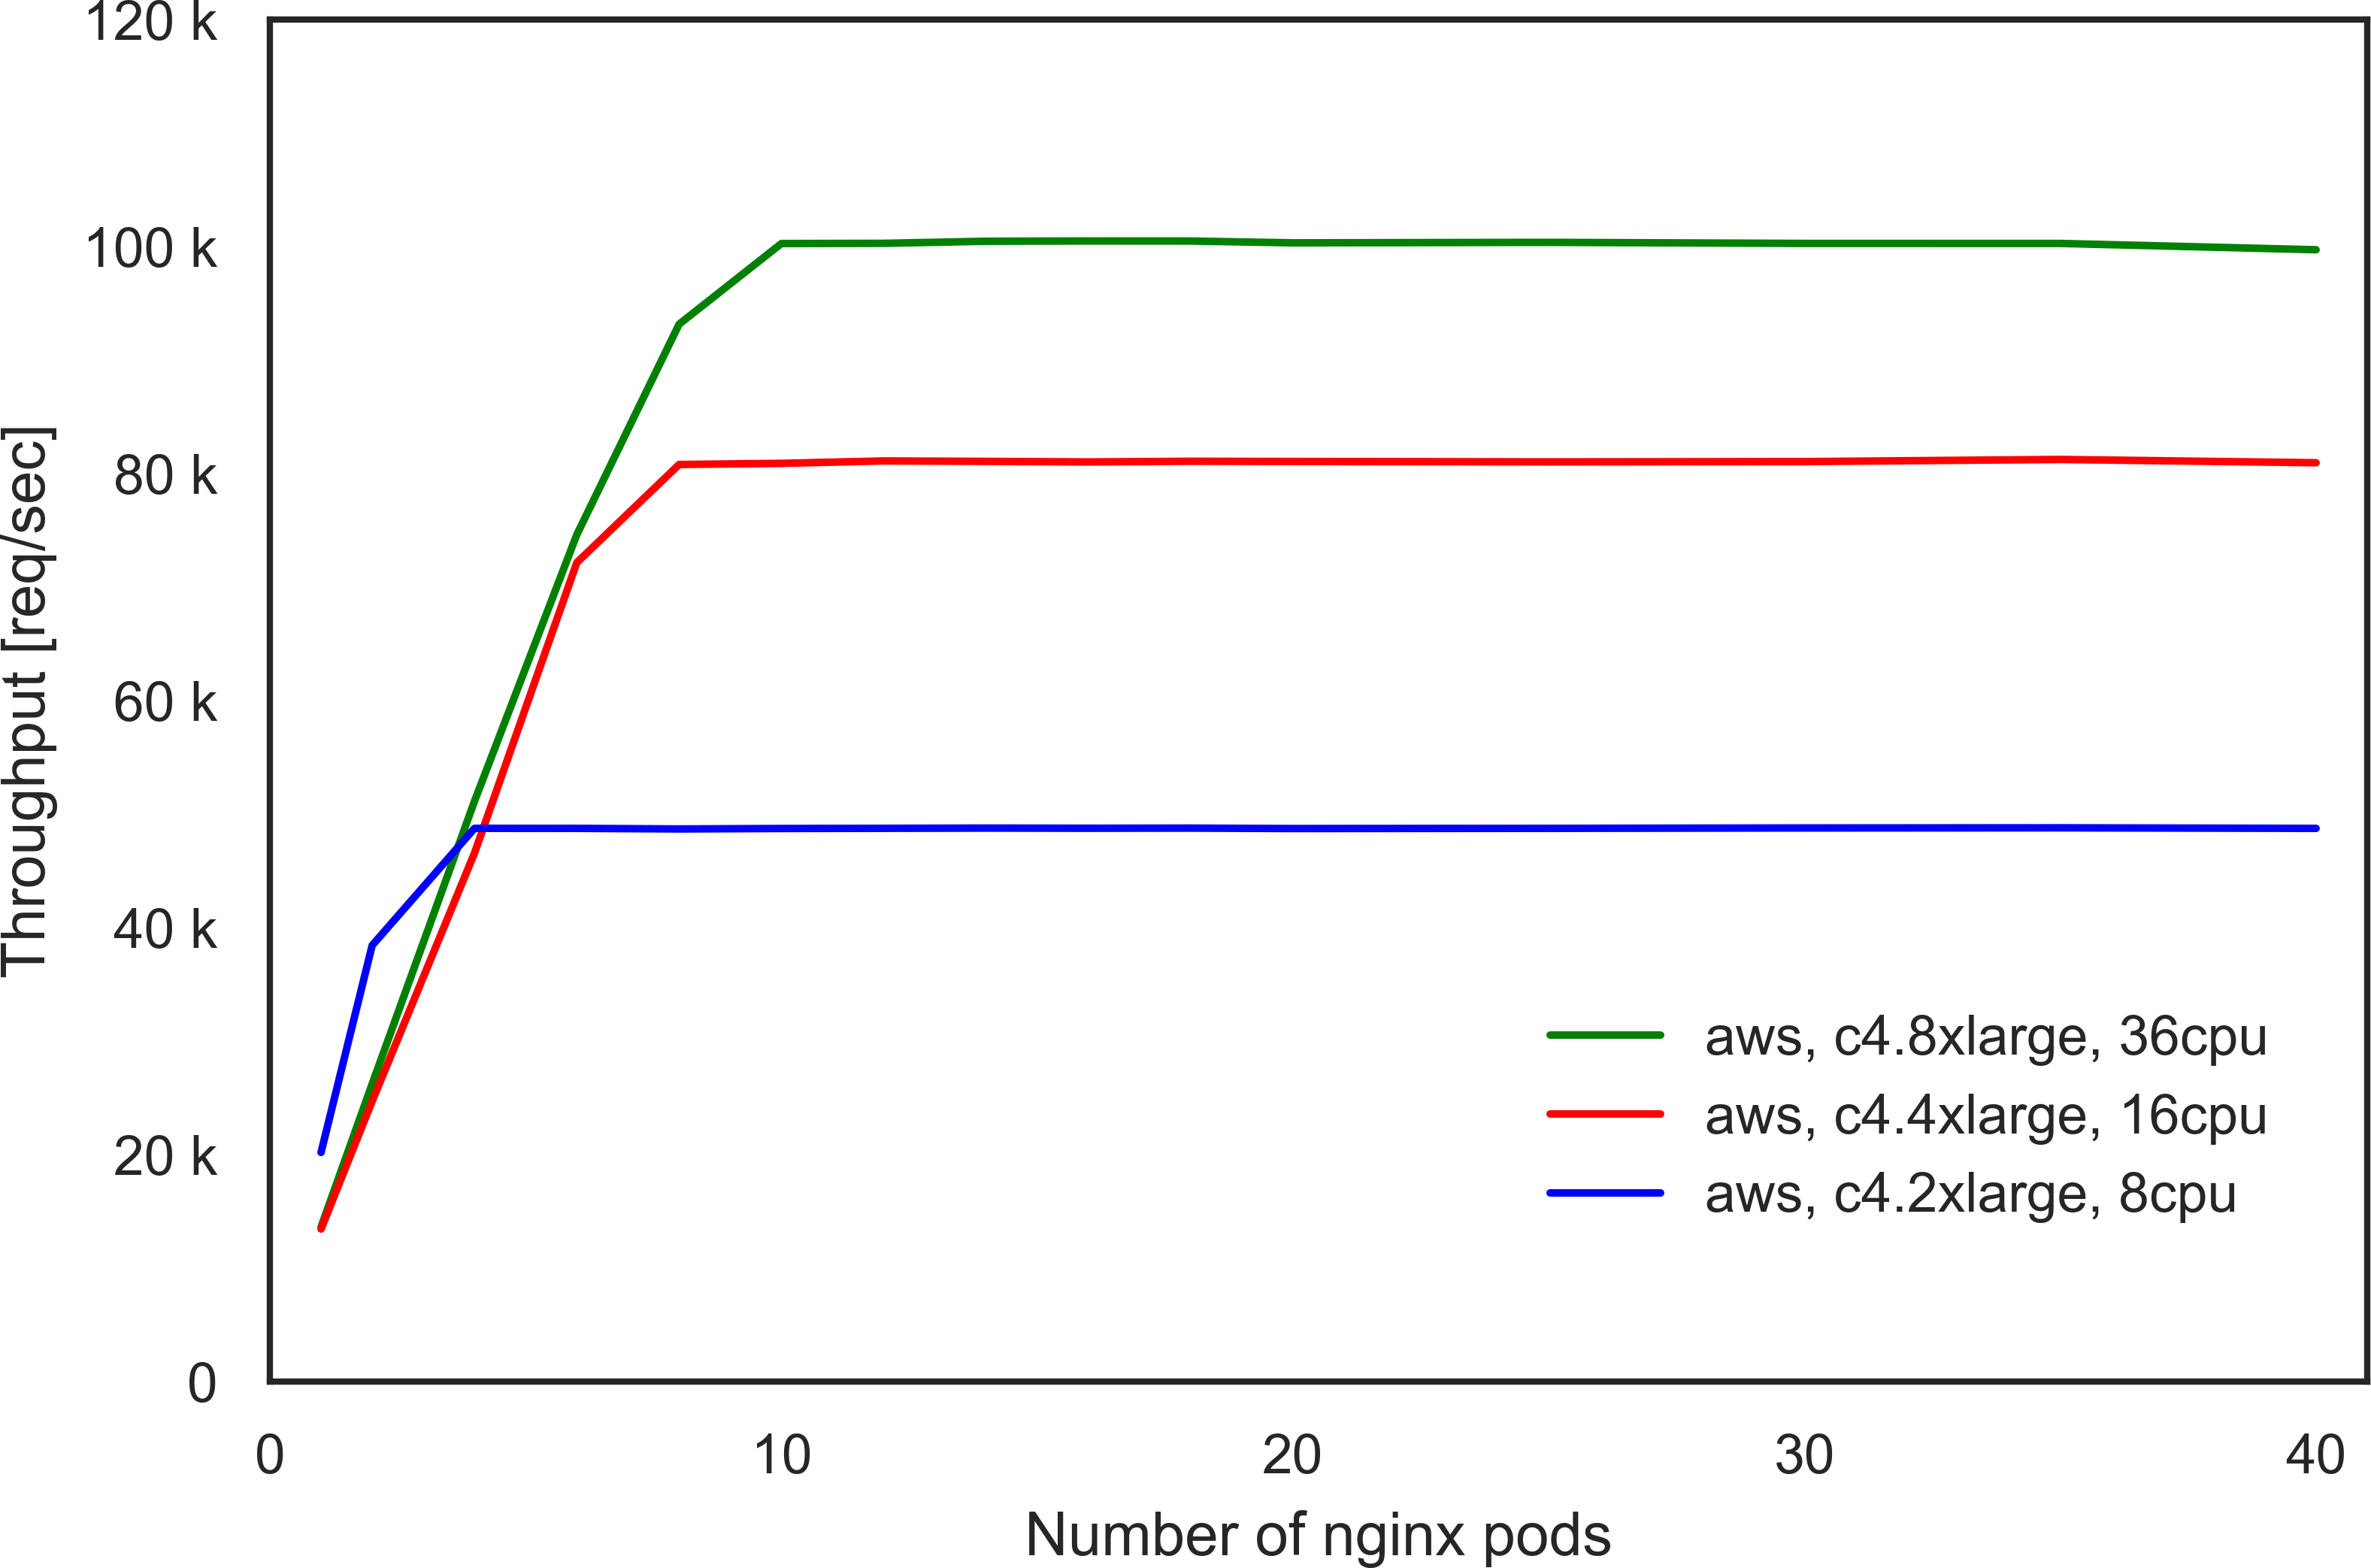 120 k
100 k
80 k
60 k
40 k
20 k
0
Throughput [req/sec]
aws, c4.8xlarge, 36cpu
aws, c4.4xlarge, 16cpu
aws, c4.2xlarge, 8cpu
0 10 20 30 40
Number of nginx pods